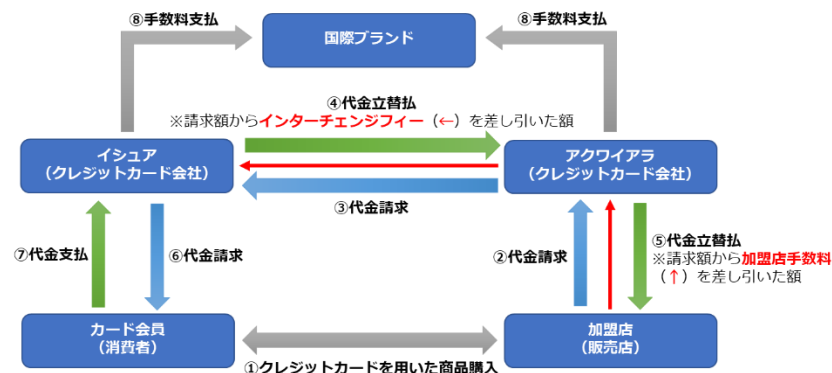 ⑧手数料支払
⑧手数料支払
国際ブランド
④代金立替払
※請求額からインターチェンジフィー（←）を差し引いた額
イシュア
（クレジットカード会社）
アクワイアラ
（クレジットカード会社）
③代金請求
⑦代金支払
⑥代金請求
②代金請求
⑤代金立替払
※請求額から加盟店手数料
（↑）を差し引いた額
カード会員
（消費者）
加盟店
（販売店）
①クレジットカードを用いた商品購入